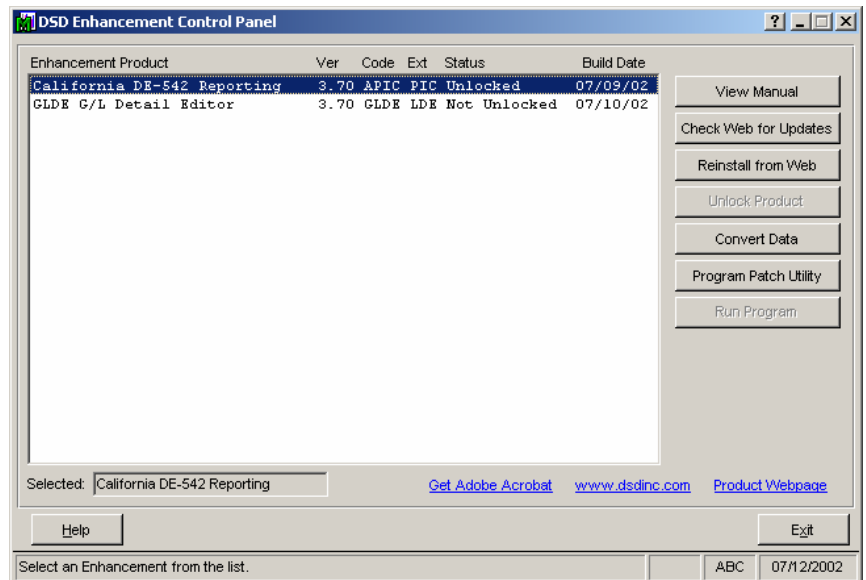 DSD Enhancement Control Panel
Enhancement Product Ver Code Ext Status Build Date
California DE-542 Reporting 3.70 APIC PIC Unlocked 07/09/02
GLDE G/L Detail Editor 3.70 GLDE LDE Not Unlocked 07/10/02
View Manual
Check Web for Updates
Reinstall from Web
Unlock Product
Convert Data
Program Patch Utility
Run Program
Selected: California DE-542 Reporting Get Adobe Acrobat www.dsdinc.com Product Webpage
Help Exit
Select an Enhancement from the list. ABC 07/12/2002